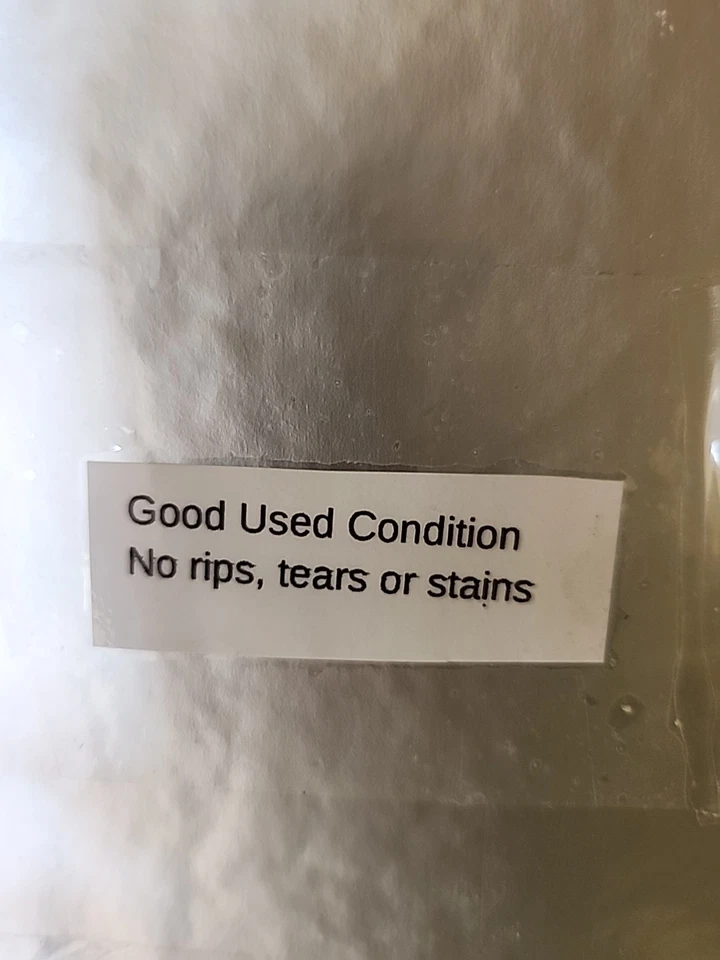 Good Used Condition
No rips, tears or stains